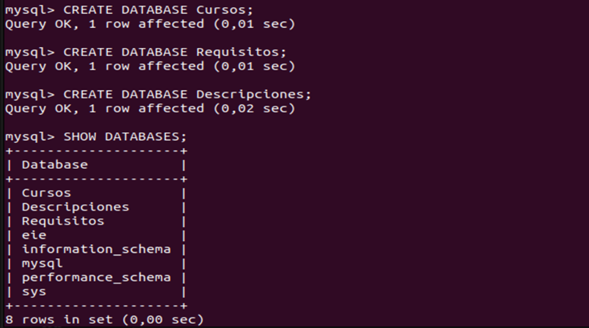 mysql> CREATE DATABASE Cursos;
Query OK, 1 row affected (0,01 sec)
mysql> CREATE DATABASE Requisitos;
Query OK, 1 row affected (0,01 sec)
mysql> CREATE DATABASE Descripciones;
Query OK, 1 row affected (0,02 sec)
mysql> SHOW DATABASES;
+--------------------+
| Database           |
+--------------------+
| Cursos             |
| Descripciones      |
| Requisitos         |
| eie                |
| information_schema |
| mysql              |
| performance_schema |
| sys                |
+--------------------+
8 rows in set (0,00 sec)